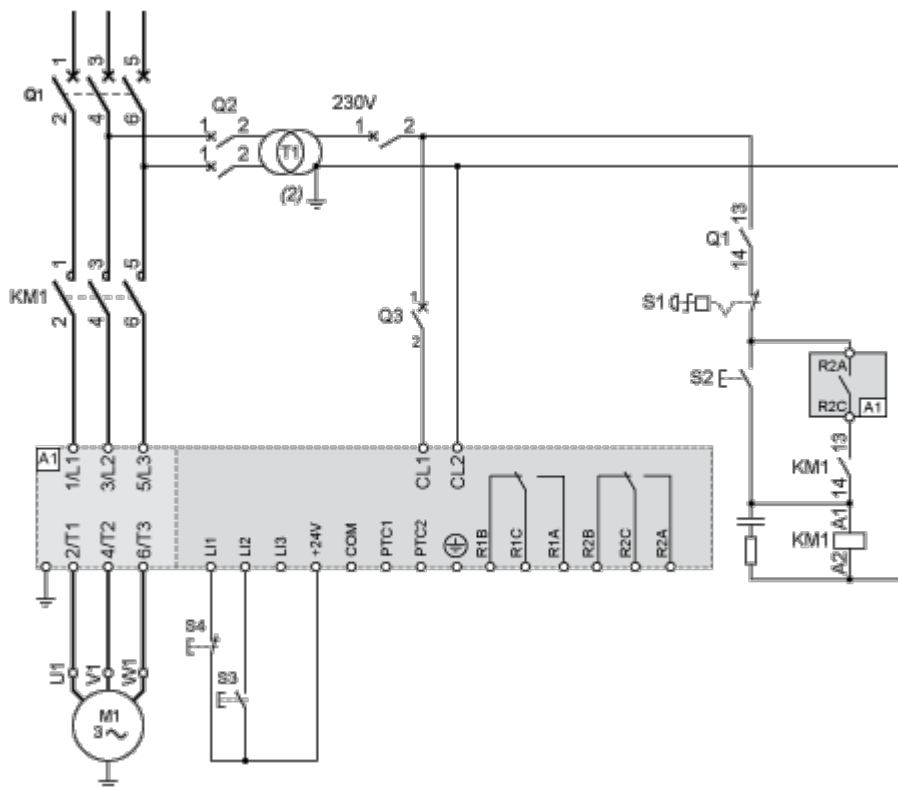 1 3 5
Q1
2 4 6
Q2
1 2
1 2
T1
(2)
230V
1 2
13
Q1
14
1 3 5
KM1
2 4 6
1
Q3
2
S1
S2
R2A
R2C A1
13
KM1
14
A1
KM1
A2
A1
1/L1 3/L2 5/L3 CL1 CL2
2/T1 4/T2 6/T3 LI1 LI2 LI3 +24V COM PTC1 PTC2 R1B R1C R1A R2B R2C R2A
S4
S3
U1 V1 W1
M1
3